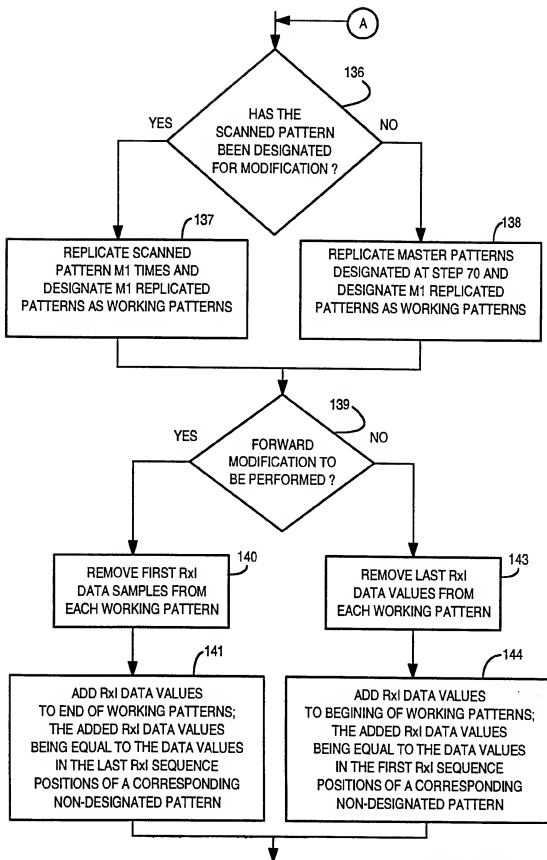 A
136
HAS THE
SCANNED PATTERN
BEEN DESIGNATED
FOR MODIFICATION ?
YES
NO
137
REPLICATE SCANNED
PATTERN M1 TIMES AND
DESIGNATE M1 REPLICATED
PATTERNS AS WORKING PATTERNS
138
REPLICATE MASTER PATTERNS
DESIGNATED AT STEP 70 AND
DESIGNATE M1 REPLICATED
PATTERNS AS WORKING PATTERNS
139
YES
NO
FORWARD
MODIFICATION TO
BE PERFORMED ?
140
REMOVE FIRST RxI
DATA SAMPLES FROM
EACH WORKING PATTERN
143
REMOVE LAST RxI
DATA VALUES FROM
EACH WORKING PATTERN
141
ADD RxI DATA VALUES
TO END OF WORKING PATTERNS;
THE ADDED RxI DATA VALUES
BEING EQUAL TO THE DATA VALUES
IN THE LAST RxI SEQUENCE
POSITIONS OF A CORRESPONDING
NON-DESIGNATED PATTERN
144
ADD RxI DATA VALUES
TO BEGINING OF WORKING PATTERNS;
THE ADDED RxI DATA VALUES
BEING EQUAL TO THE DATA VALUES
IN THE FIRST RxI SEQUENCE
POSITIONS OF A CORRESPONDING
NON-DESIGNATED PATTERN